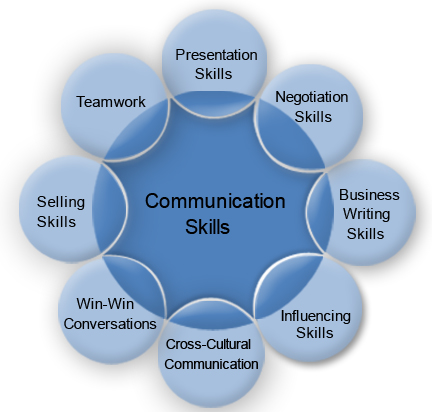 Presentation
Skills
Negotiation
Skills
Business
Writing
Skills
Influencing
Skills
Cross-Cultural
Communication
Win-Win
Conversations
Selling
Skills
Teamwork
Communication
Skills